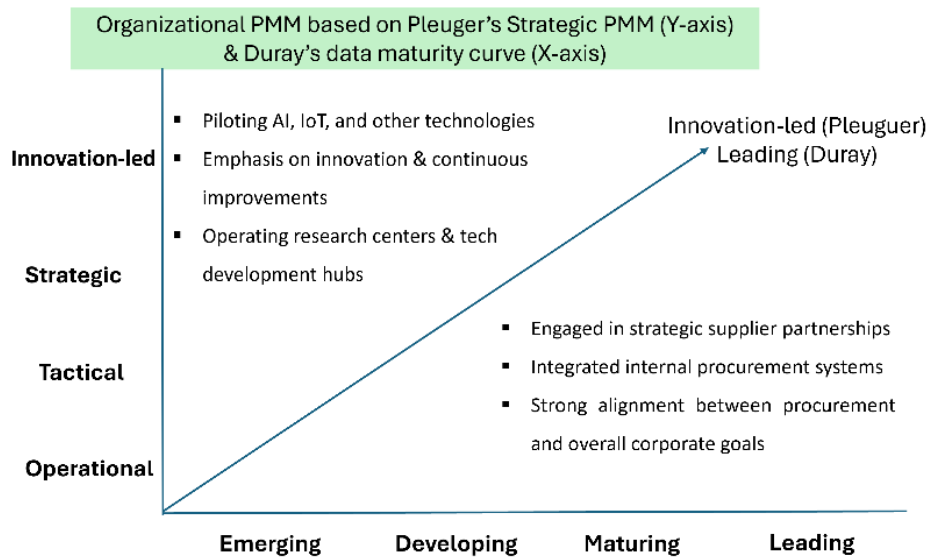 Organizational PMM based on Pleuger's Strategic PMM (Y-axis)
& Duray's data maturity curve (X-axis)
Innovation-led
Strategic
Tactical
Operational
▪ Piloting AI, IoT, and other technologies
▪ Emphasis on innovation & continuous
improvements
▪ Operating research centers & tech
development hubs
Innovation-led (Pleuguer)
Leading (Duray)
▪ Engaged in strategic supplier partnerships
▪ Integrated internal procurement systems
▪ Strong alignment between procurement
and overall corporate goals
Emerging
Developing
Maturing
Leading